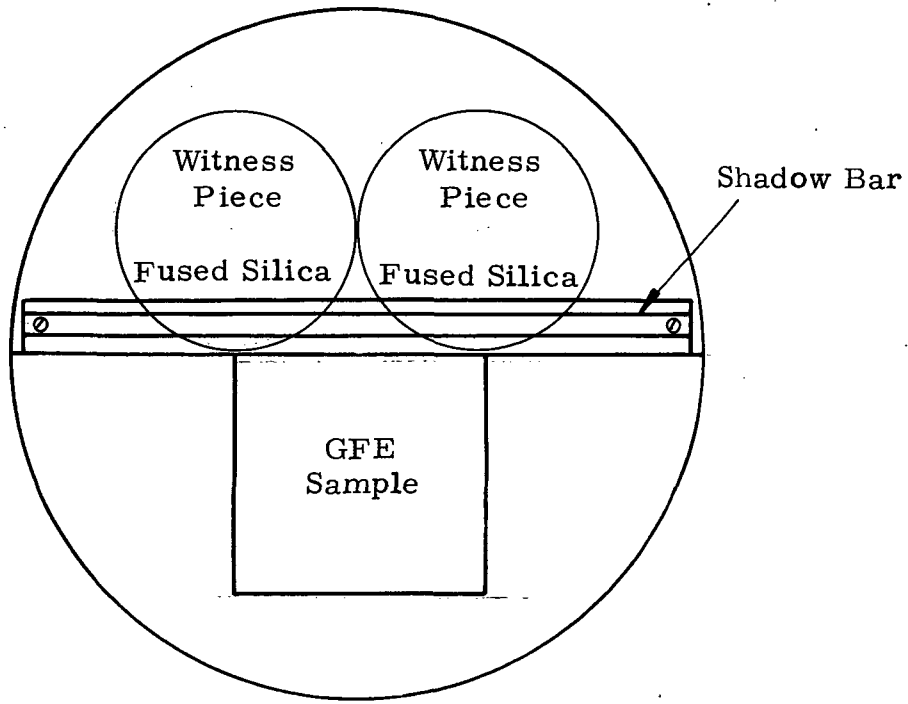 Witness
Piece
Fused Silica
Witness
Piece
Fused Silica
Shadow Bar
GFE
Sample